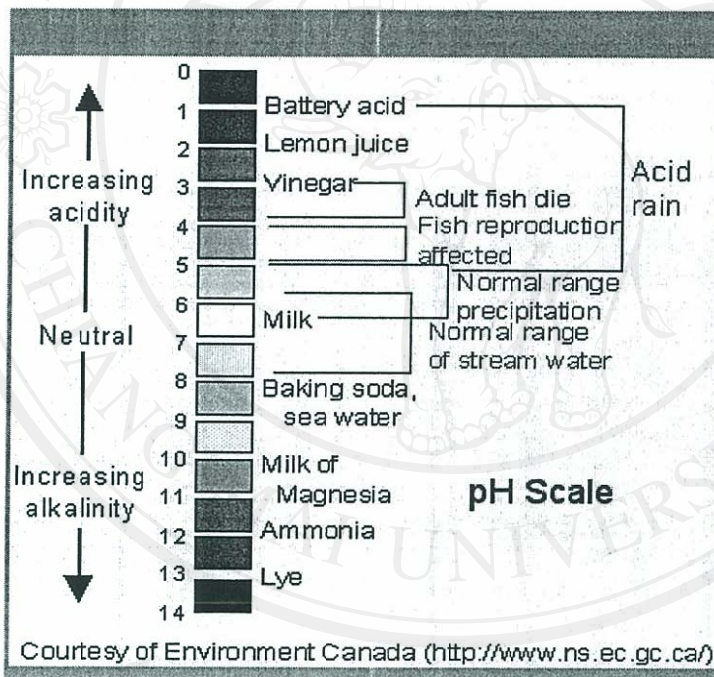 0
1
Battery acid
2
Lemon juice
3
Vinegar
4
5
6
Milk
7
8
Baking soda,
sea water
9
10
Milk of
Magnesia
11
Ammonia
12
13
Lye
14
Increasing
acidity
Neutral
Increasing
alkalinity
Adult fish die
Fish reproduction
affected
Normal range
precipitation
Normal range
of stream water
Acid
rain
pH Scale
Courtesy of Environment Canada (http://www.ns.ec.gc.ca/)
CHIANG MAI UNIVERS